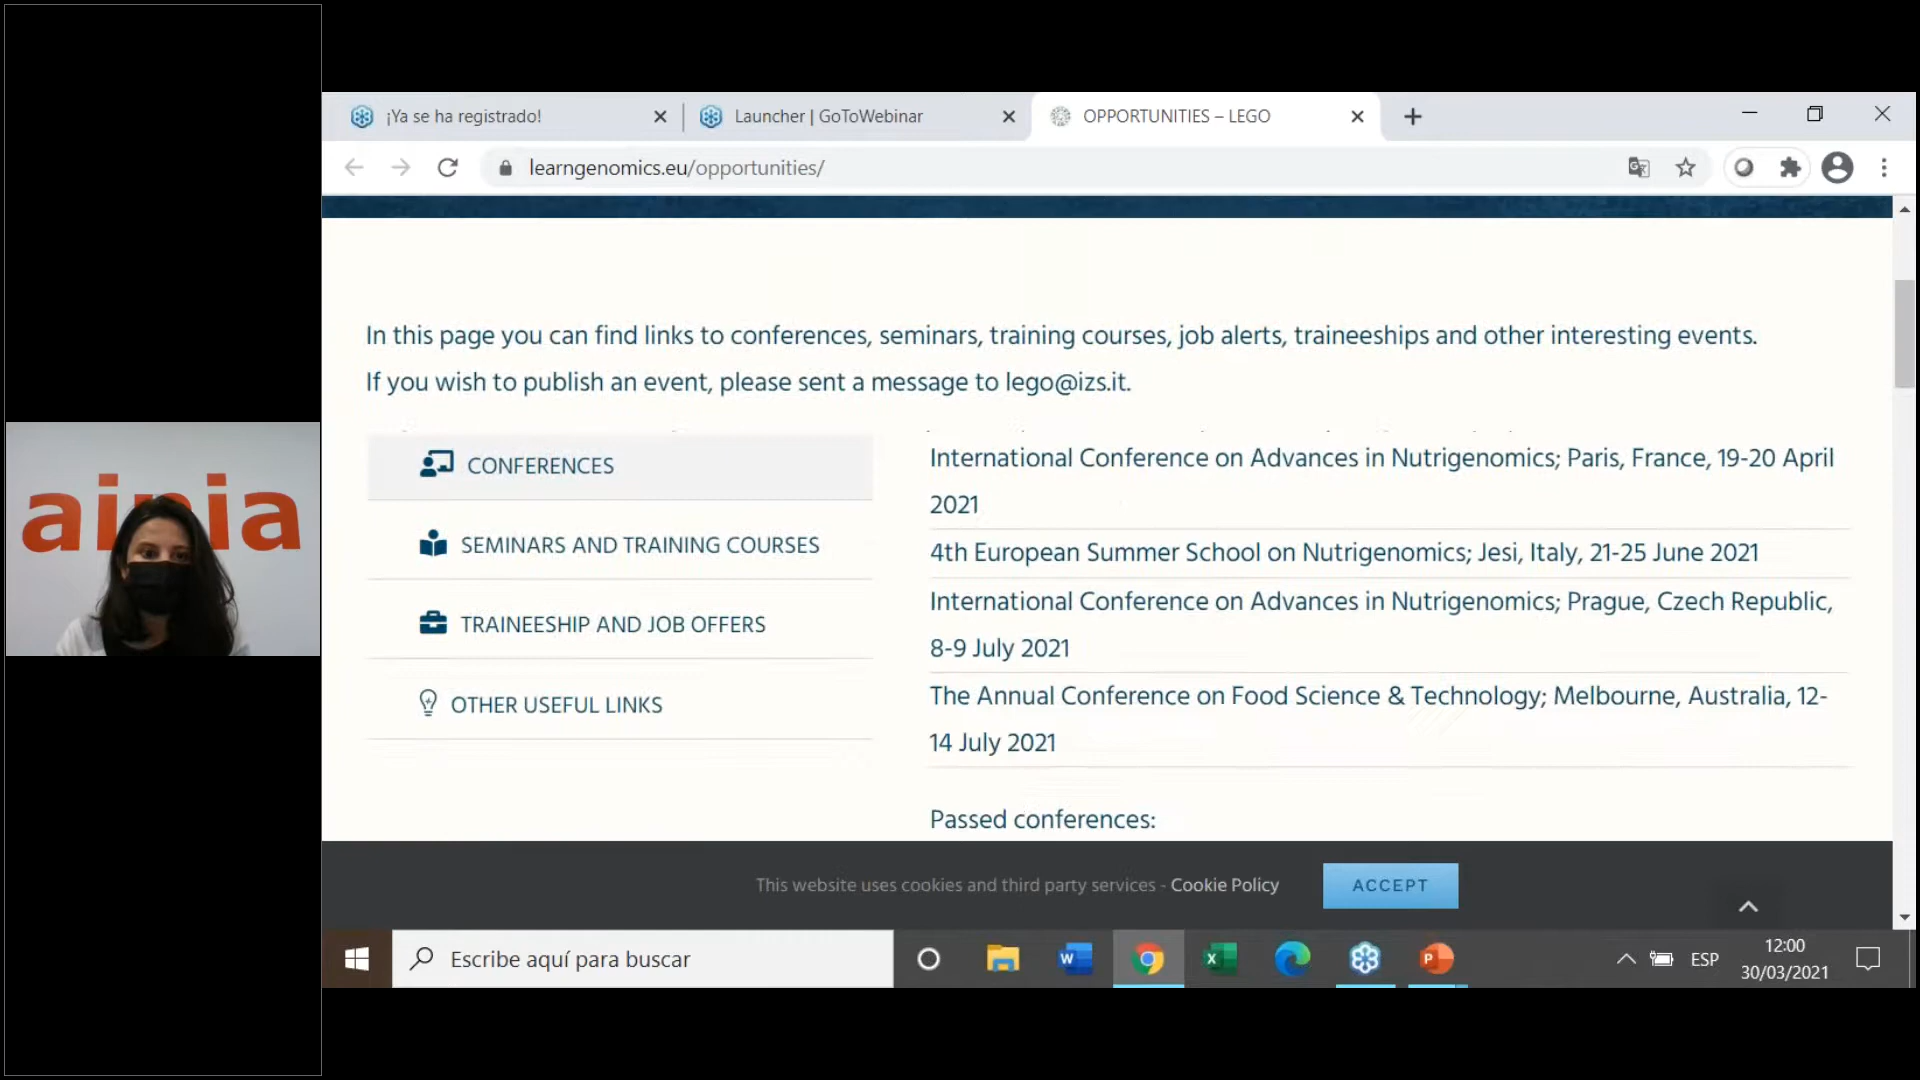 ¡Ya se ha registrado!
Launcher | GoToWebinar
OPPORTUNITIES – LEGO
learngenomics.eu/opportunities/
In this page you can find links to conferences, seminars, training courses, job alerts, traineeships and other interesting events.
If you wish to publish an event, please sent a message to lego@izs.it.
CONFERENCES
SEMINARS AND TRAINING COURSES
TRAINEESHIP AND JOB OFFERS
OTHER USEFUL LINKS
International Conference on Advances in Nutrigenomics; Paris, France, 19-20 April
2021
4th European Summer School on Nutrigenomics; Jesi, Italy, 21-25 June 2021
International Conference on Advances in Nutrigenomics; Prague, Czech Republic,
8-9 July 2021
The Annual Conference on Food Science & Technology; Melbourne, Australia, 12-
14 July 2021
Passed conferences:
This website uses cookies and third party services - Cookie Policy
ACCEPT
Escribe aquí para buscar
ESP
12:00
30/03/2021